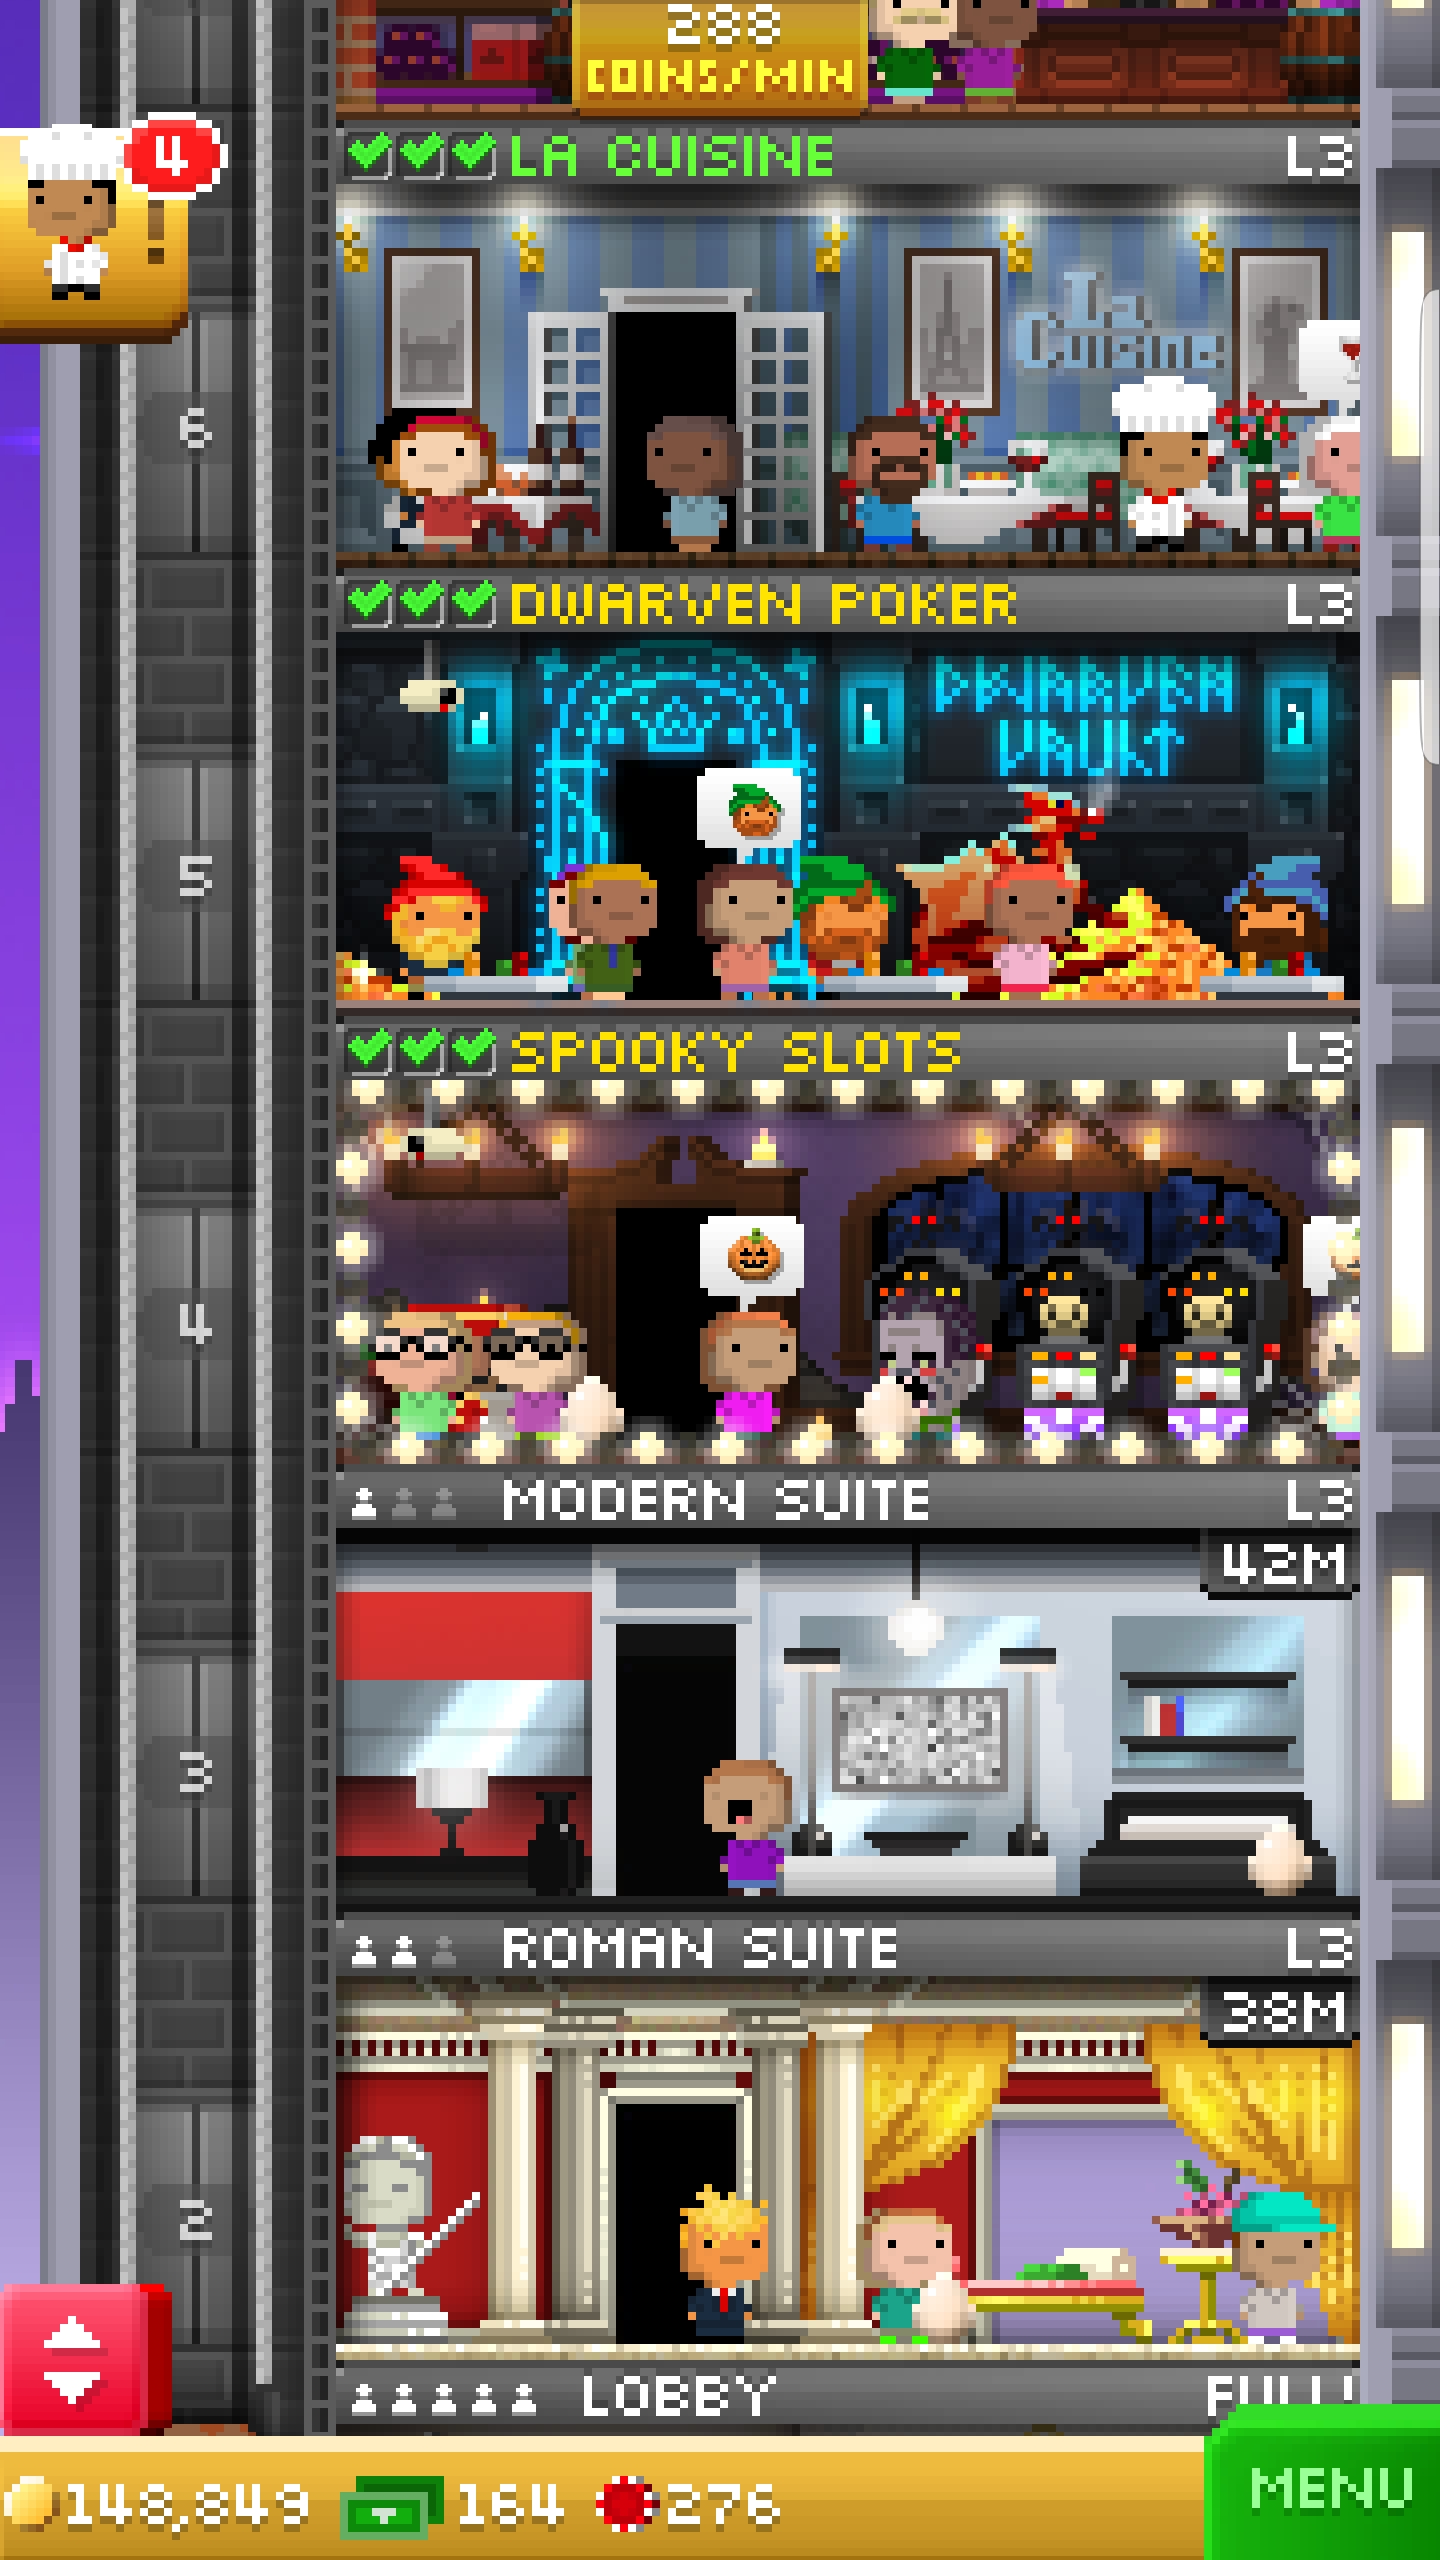 288
COINS/MIN
4
!
LA CUISINE L3
La
Cuisine
6
DWARVEN POKER L3
DWARVEN
VAULT
5
SPOOKY SLOTS L3
4
MODERN SUITE L3
42M
3
ROMAN SUITE L3
38M
2
LOBBY FULL!
148,849 164 276 MENU